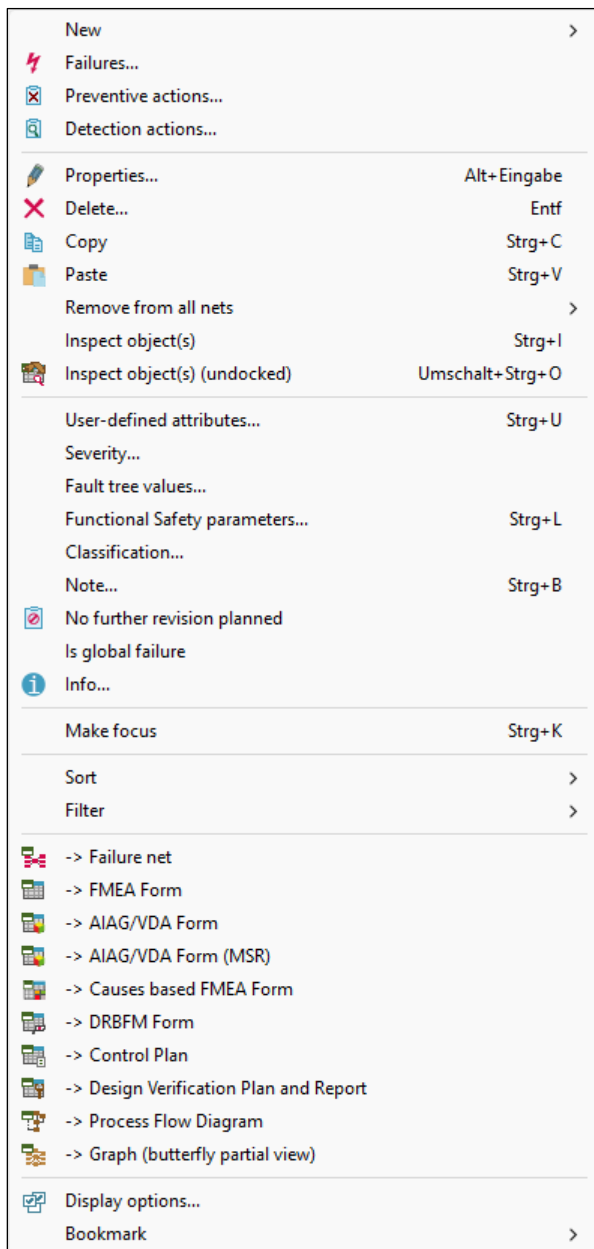 New
Failures...
Preventive actions...
Detection actions...
Properties... Alt+Eingabe
Delete... Entf
Copy Strg+C
Paste Strg+V
Remove from all nets
Inspect object(s) Strg+I
Inspect object(s) (undocked) Umschalt+Strg+O
User-defined attributes... Strg+U
Severity...
Fault tree values...
Functional Safety parameters... Strg+L
Classification...
Note... Strg+B
No further revision planned
Is global failure
Info...
Make focus Strg+K
Sort
Filter
-> Failure net
-> FMEA Form
-> AIAG/VDA Form
-> AIAG/VDA Form (MSR)
-> Causes based FMEA Form
-> DRBFM Form
-> Control Plan
-> Design Verification Plan and Report
-> Process Flow Diagram
-> Graph (butterfly partial view)
Display options...
Bookmark